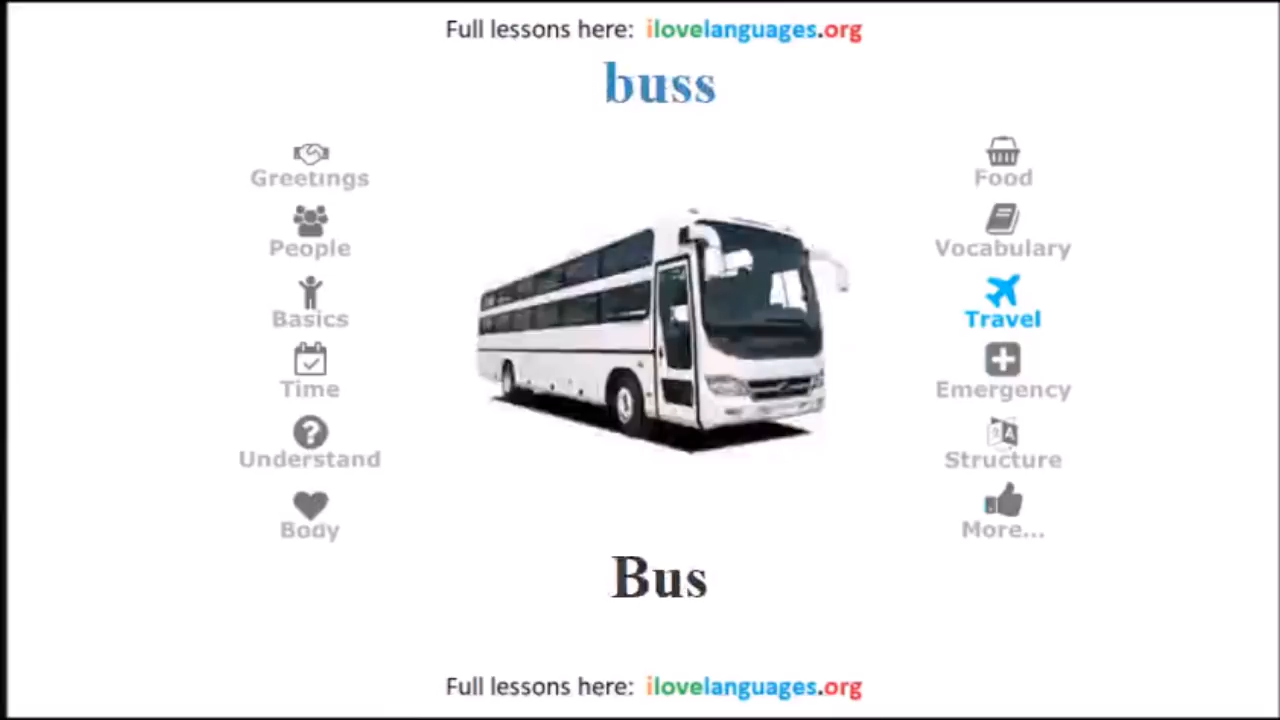 Full lessons here: ilovelanguages.org
buss
Greetings
People
Basics
Time
Understand
Body
Food
Vocabulary
Travel
Emergency
Structure
More...
Bus
Full lessons here: ilovelanguages.org